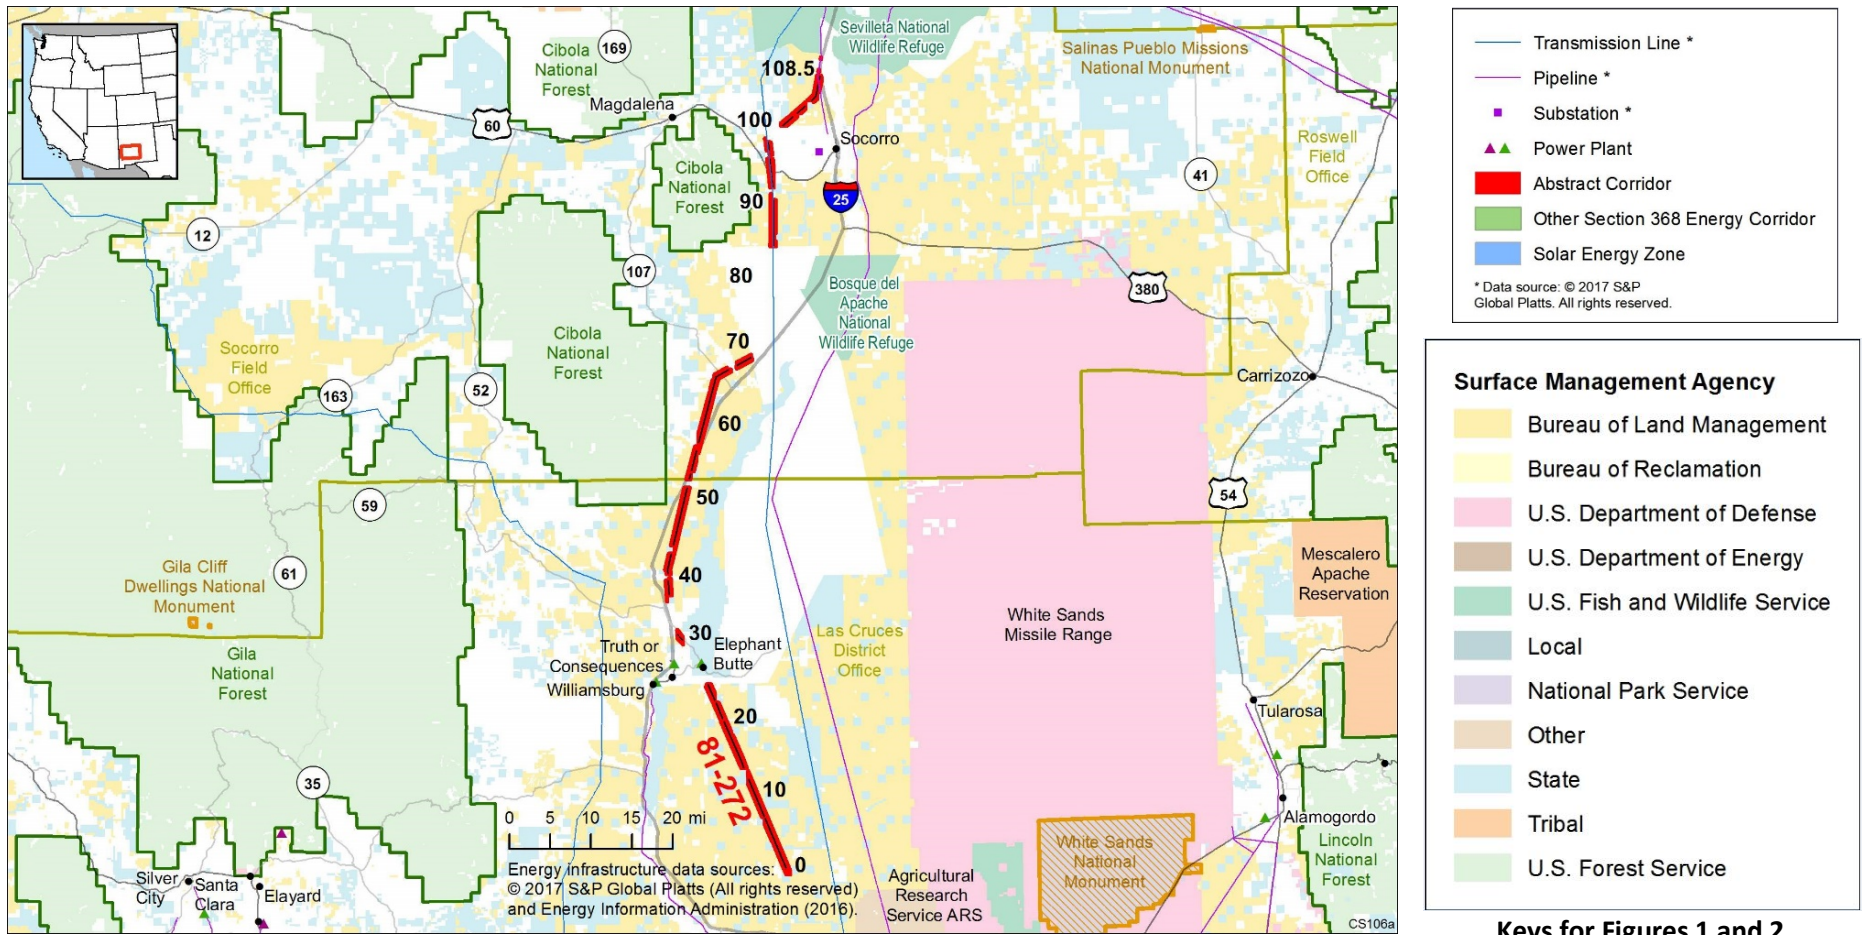 Sevilleta National
Wildlife Refuge
Salinas Pueblo Missions
National Monument
Cibola
National
Forest
169
108.5
Magdalena
60
100
Socorro
Roswell
Field
Office
Cibola
National
Forest
41
90
25
12
107
80
Bosque del
Apache
National
Wildlife Refuge
380
Socorro
Field
Office
Cibola
National
Forest
70
Carrizozo
163
52
60
50
54
59
Gila Cliff
Dwellings National
Monument
61
40
Mescalero
Apache
Reservation
White Sands
Missile Range
30
Truth or
Consequences
Elephant
Butte
Las Cruces
District
Office
Gila
National
Forest
Williamsburg
20
Tularosa
81-272
35
10
0 5 10 15 20 mi
Alamogordo
White Sands
National
Monument
Lincoln
National
Forest
0
Energy infrastructure data sources:
© 2017 S&P Global Platts (All rights reserved)
and Energy Information Administration (2016).
Agricultural
Research
Service ARS
Silver
City
Santa
Clara
Elayard
CS106a
Transmission Line *
Pipeline *
Substation *
Power Plant
Abstract Corridor
Other Section 368 Energy Corridor
Solar Energy Zone
* Data source: © 2017 S&P
Global Platts. All rights reserved.
Surface Management Agency
Bureau of Land Management
Bureau of Reclamation
U.S. Department of Defense
U.S. Department of Energy
U.S. Fish and Wildlife Service
Local
National Park Service
Other
State
Tribal
U.S. Forest Service
Keys for Figures 1 and 2